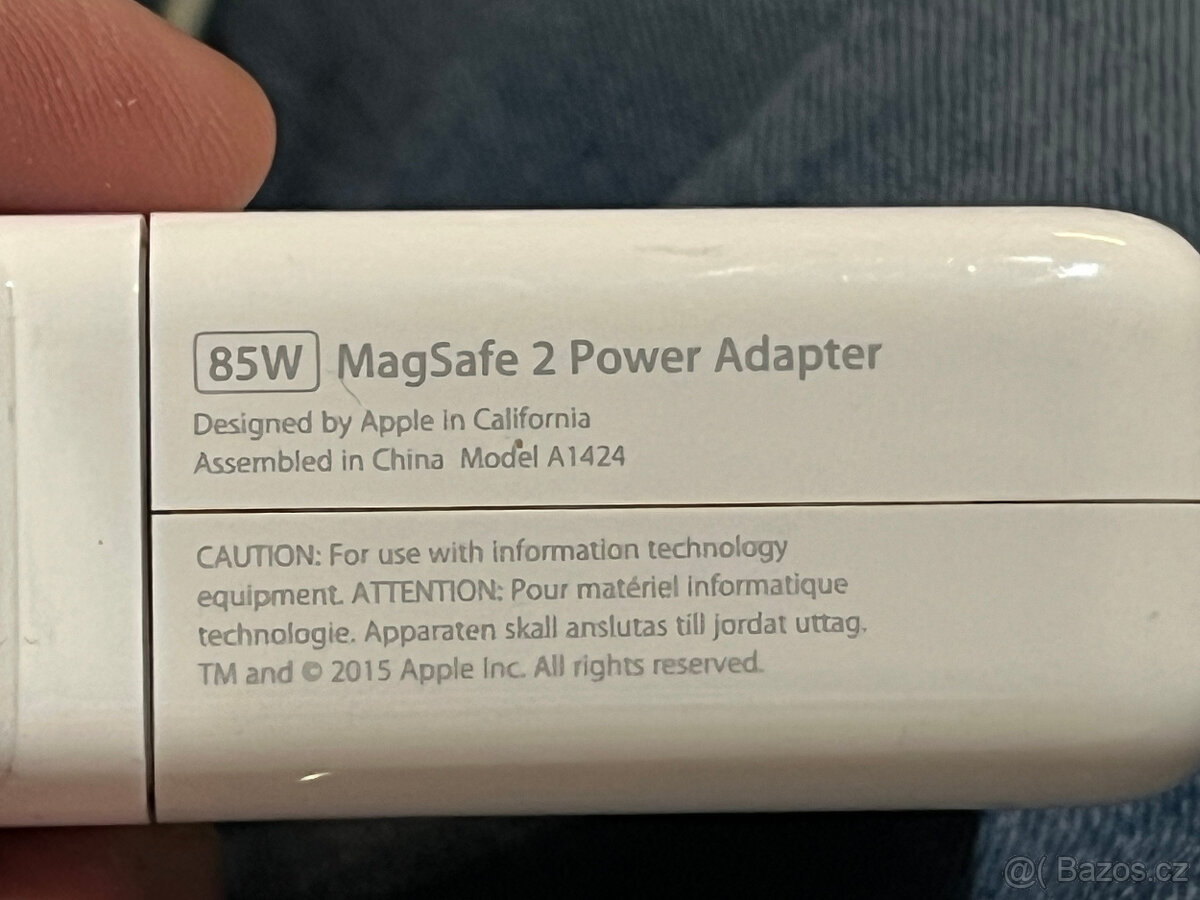 85W MagSafe 2 Power Adapter
Designed by Apple in California
Assembled in China Model A1424
CAUTION: For use with information technology
equipment. ATTENTION: Pour matériel informatique
technologie. Apparaten skall anslutas till jordat uttag.
TM and © 2015 Apple Inc. All rights reserved.
@( Bazos.cz